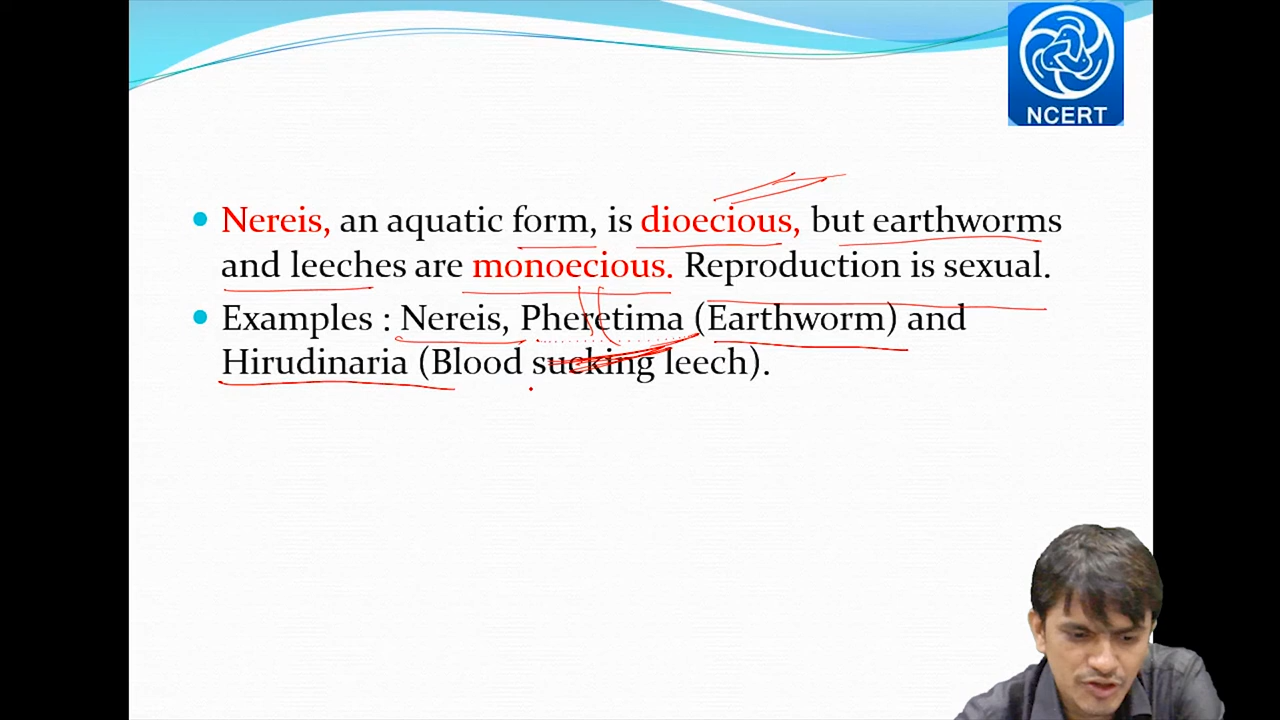 NCERT
Nereis, an aquatic form, is dioecious, but earthworms
and leeches are monoecious. Reproduction is sexual.
Examples : Nereis, Pheretima (Earthworm) and
Hirudinaria (Blood sucking leech).